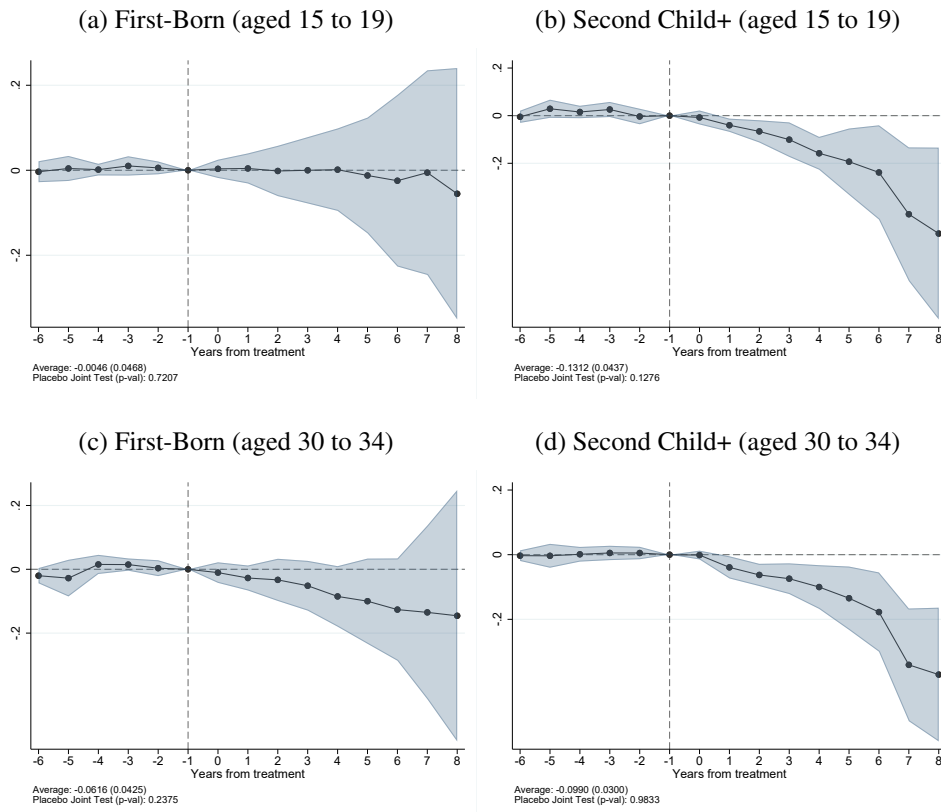 (a) First-Born (aged 15 to 19)
.2
0
-.2
-6 -5 -4 -3 -2 -1 0 1 2 3 4 5 6 7 8
Years from treatment
Average: -0.0046 (0.0468)
Placebo Joint Test (p-val): 0.7207
(b) Second Child+ (aged 15 to 19)
.2
0
-.2
-6 -5 -4 -3 -2 -1 0 1 2 3 4 5 6 7 8
Years from treatment
Average: -0.1312 (0.0437)
Placebo Joint Test (p-val): 0.1276
(c) First-Born (aged 30 to 34)
.2
0
-.2
-6 -5 -4 -3 -2 -1 0 1 2 3 4 5 6 7 8
Years from treatment
Average: -0.0616 (0.0425)
Placebo Joint Test (p-val): 0.2375
(d) Second Child+ (aged 30 to 34)
.2
0
-.2
-6 -5 -4 -3 -2 -1 0 1 2 3 4 5 6 7 8
Years from treatment
Average: -0.0990 (0.0300)
Placebo Joint Test (p-val): 0.9833